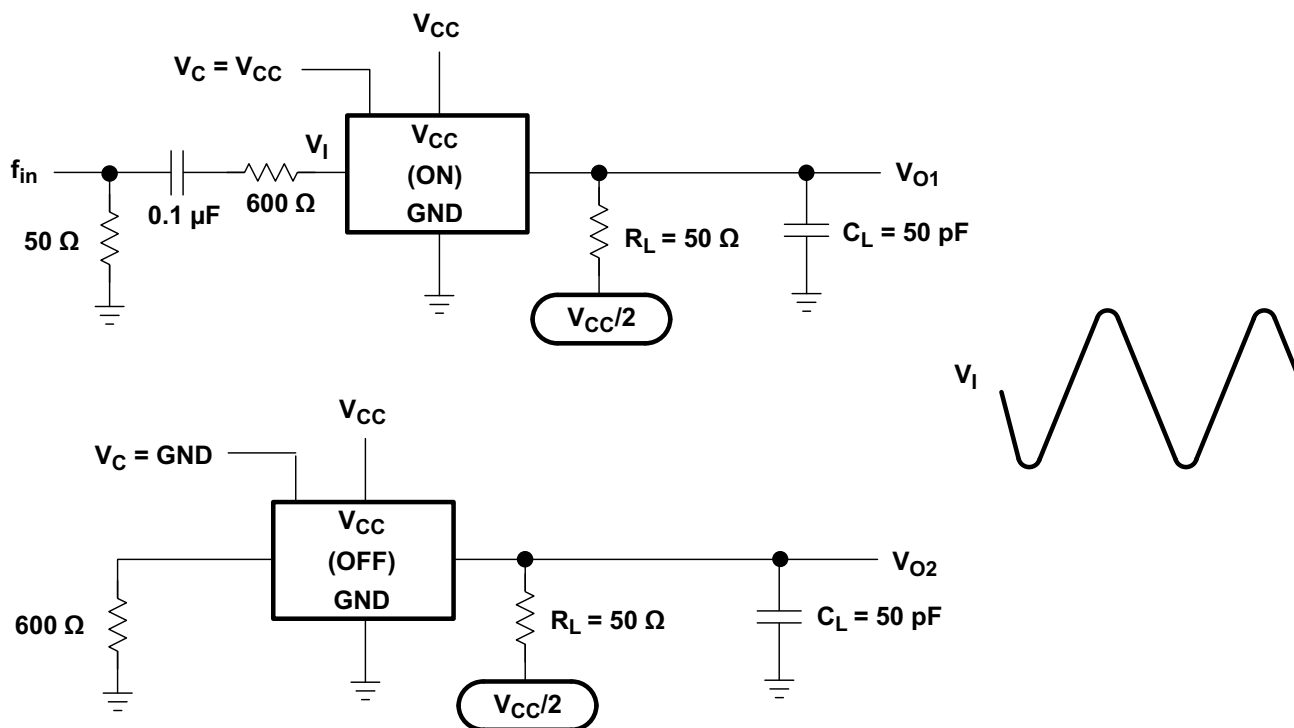 V_CC
V_C = V_CC
V_I
V_CC
(ON)
GND
f_in
0.1 µF
600 Ω
50 Ω
R_L = 50 Ω
V_CC/2
C_L = 50 pF
V_O1
V_I
V_CC
V_C = GND
V_CC
(OFF)
GND
600 Ω
R_L = 50 Ω
V_CC/2
C_L = 50 pF
V_O2